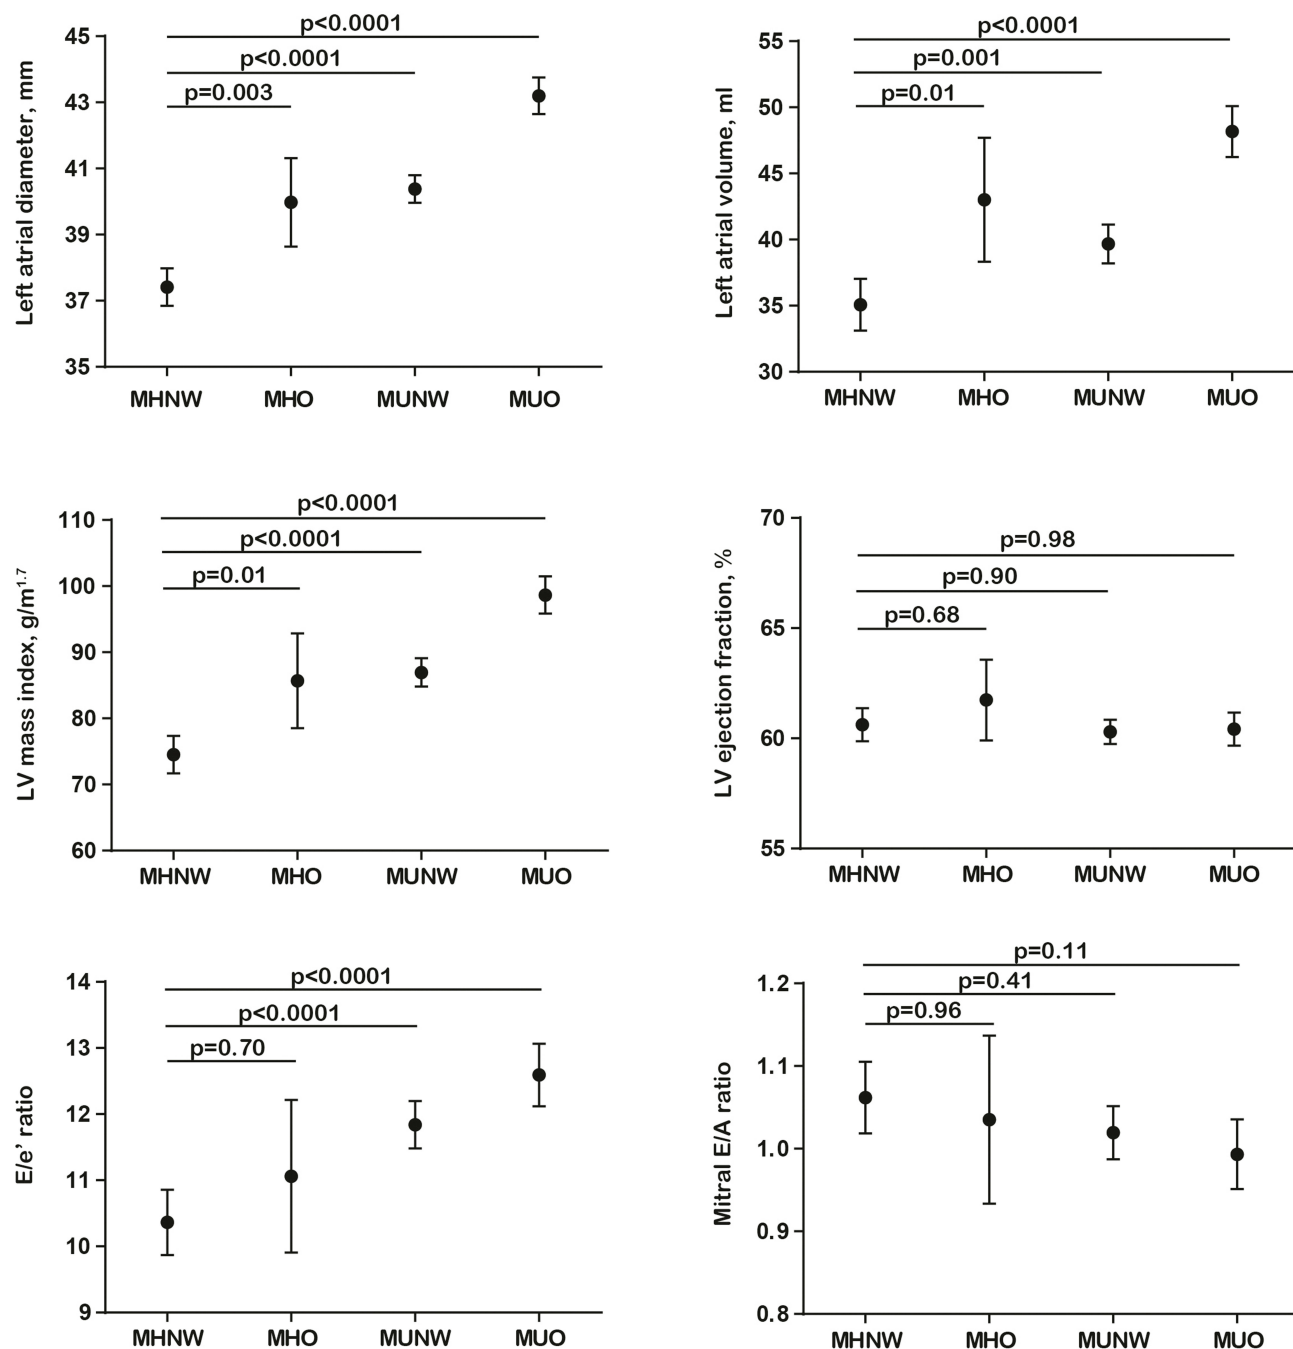 Left atrial diameter, mm
45
43
41
39
37
35
p<0.0001
p<0.0001
p=0.003
MHNW MHO MUNW MUO
Left atrial volume, ml
55
50
45
40
35
30
p<0.0001
p=0.001
p=0.01
MHNW MHO MUNW MUO
LV mass index, g/m1.7
110
100
90
80
70
60
p<0.0001
p<0.0001
p=0.01
MHNW MHO MUNW MUO
LV ejection fraction, %
70
65
60
55
p=0.98
p=0.90
p=0.68
MHNW MHO MUNW MUO
E/e’ ratio
14
13
12
11
10
9
p<0.0001
p<0.0001
p=0.70
MHNW MHO MUNW MUO
Mitral E/A ratio
1.2
1.1
1.0
0.9
0.8
p=0.11
p=0.41
p=0.96
MHNW MHO MUNW MUO